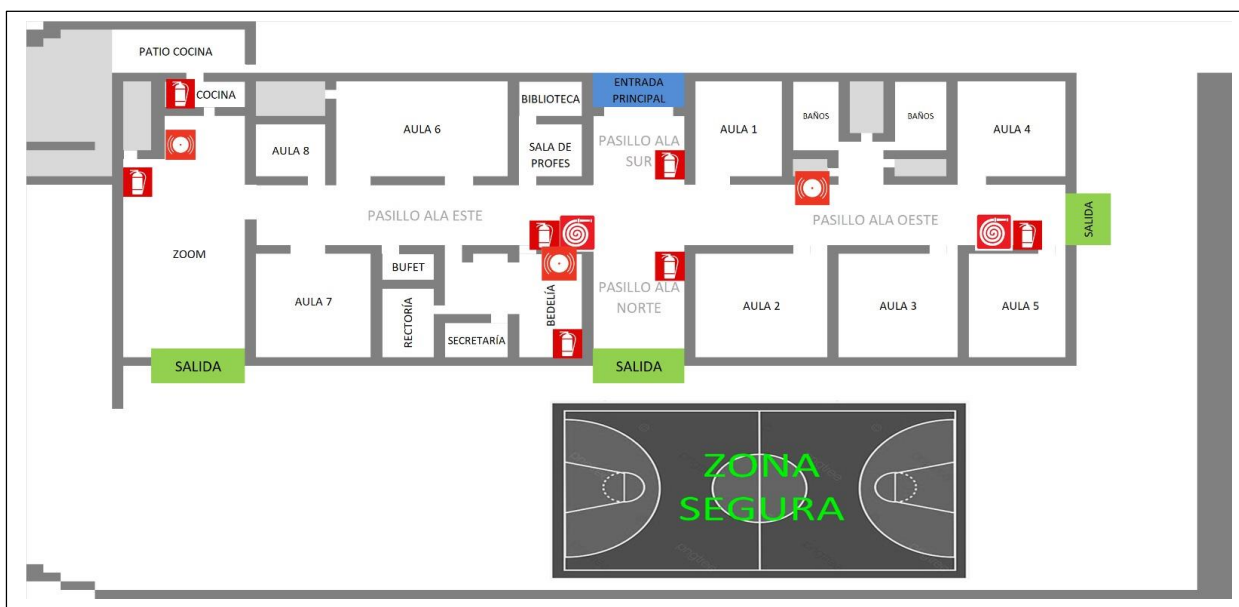 PATIO COCINA
COCINA
BIBLIOTECA
ENTRADA
PRINCIPAL
AULA 6
AULA 8
SALA DE
PROFES
PASILLO ALA
SUR
AULA 1
BAÑOS
BAÑOS
AULA 4
PASILLO ALA ESTE
PASILLO ALA OESTE
SALIDA
ZOOM
BUFET
AULA 7
RECTORÍA
SECRETARÍA
BEDELÍA
PASILLO ALA
NORTE
AULA 2
AULA 3
AULA 5
SALIDA
SALIDA
ZONA
SEGURA